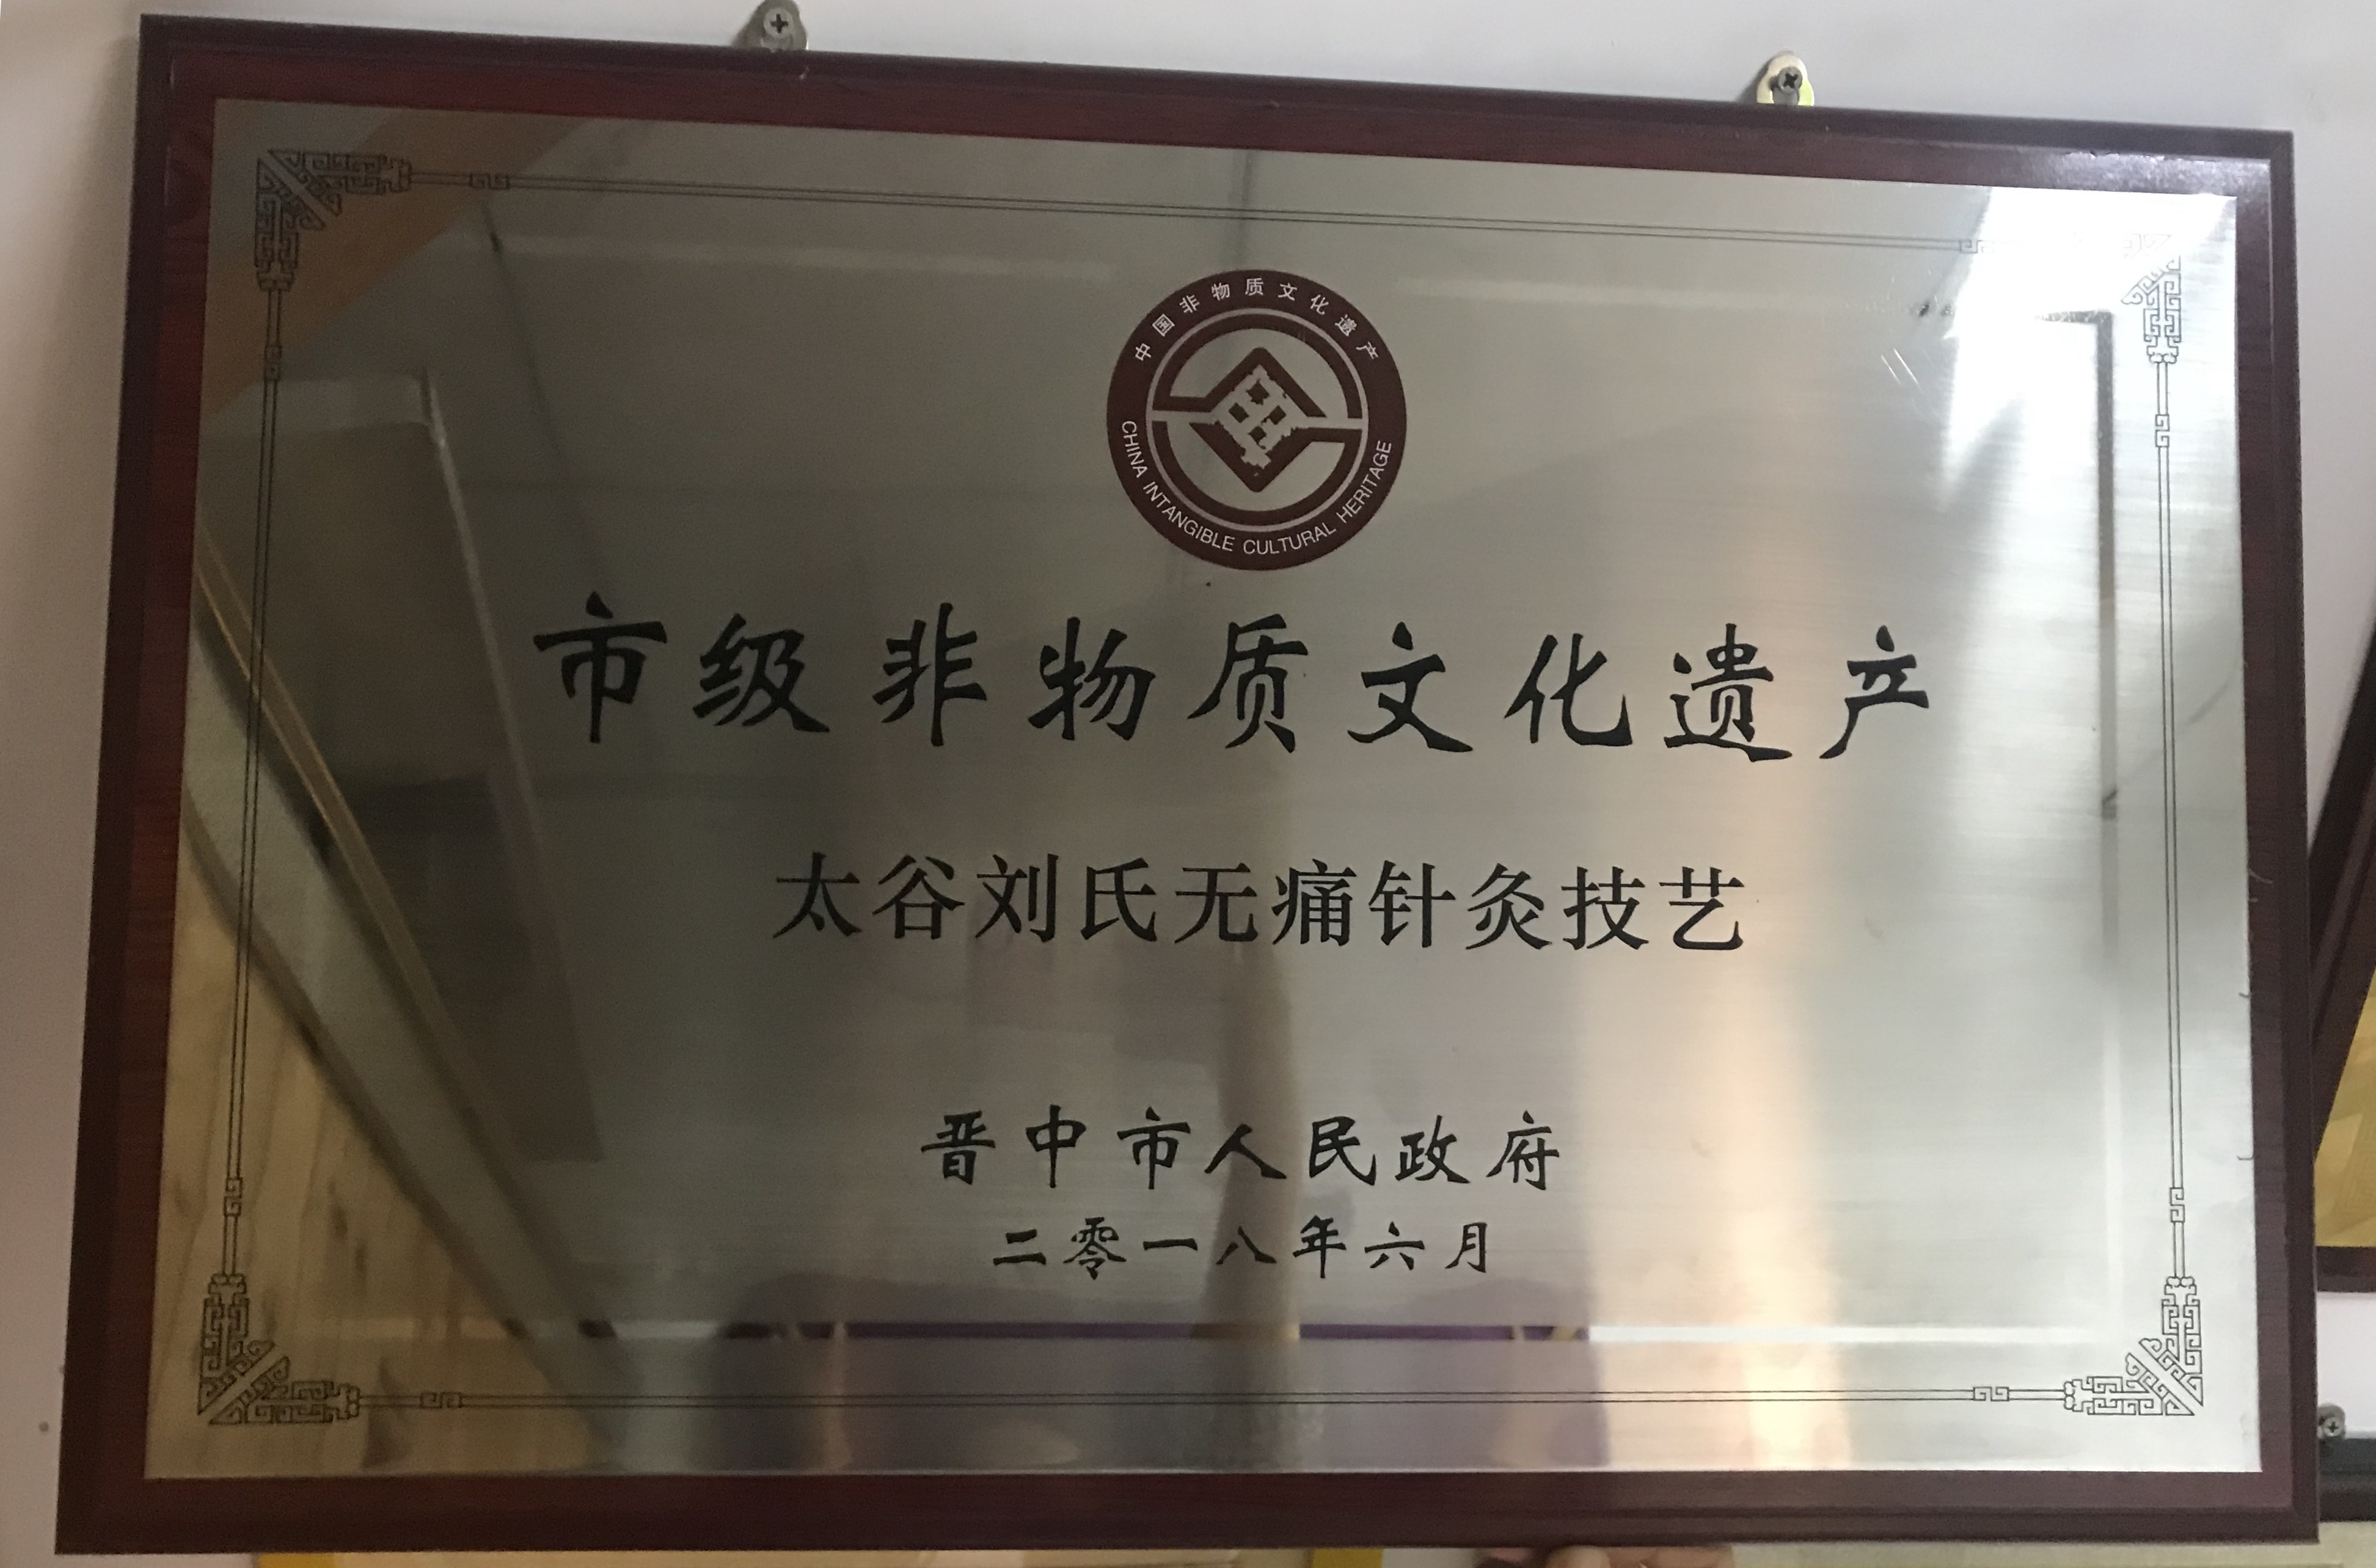 中国非物质文化遗产
CHINA INTANGIBLE CULTURAL HERITAGE
市级非物质文化遗产
太谷刘氏无痛针灸技艺
晋中市人民政府
二零一八年六月